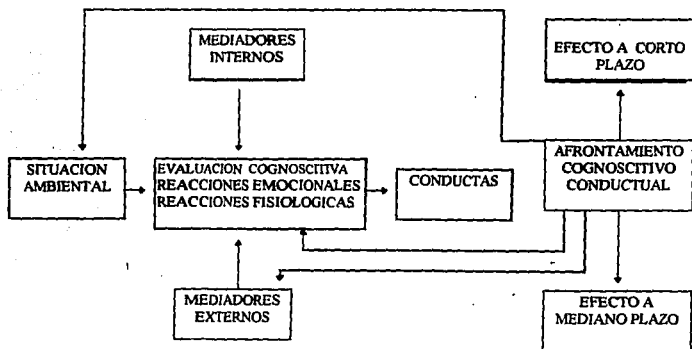 MEDIADORES
INTERNOS
EFECTO A CORTO
PLAZO
SITUACION
AMBIENTAL
EVALUACION COGNOSCITIVA
REACCIONES EMOCIONALES
REACCIONES FISIOLOGICAS
CONDUCTAS
AFRONTAMIENTO
COGNOSCITIVO
CONDUCTUAL
MEDIADORES
EXTERNOS
EFECTO A
MEDIANO PLAZO